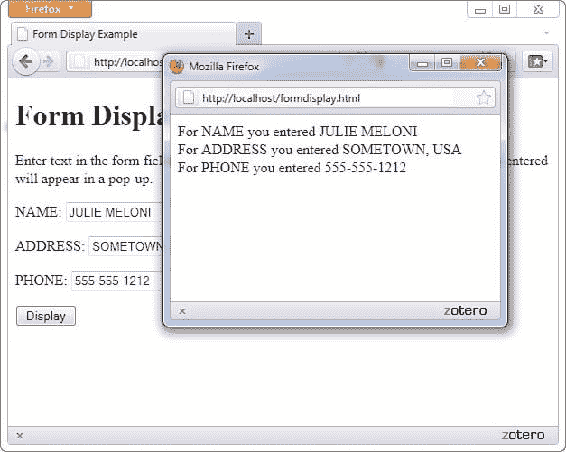 Firefox
Form Display Example
http://localhost
Form Displa
Enter text in the form fiel
entered
will appear in a pop up.
NAME: JULIE MELONI
ADDRESS: SOMETOWN
PHONE: 555-555-1212
Display
x
zotero
Mozilla Firefox
http://localhost/formdisplay.html
For NAME you entered JULIE MELONI
For ADDRESS you entered SOMETOWN, USA
For PHONE you entered 555-555-1212
x
zotero